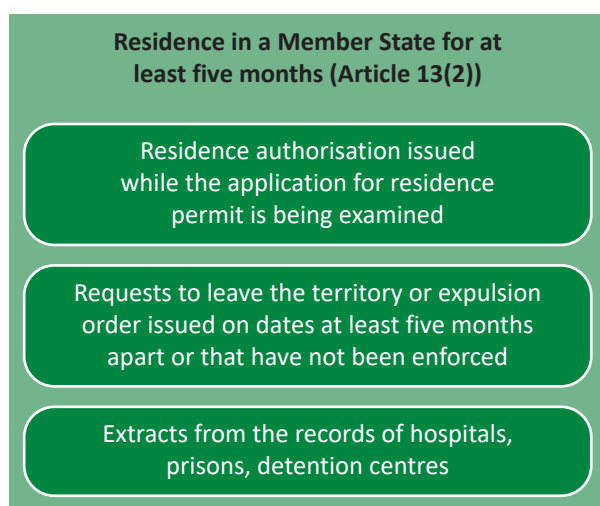 Residence in a Member State for at
least five months (Article 13(2))
Residence authorisation issued
while the application for residence
permit is being examined
Requests to leave the territory or expulsion
order issued on dates at least five months
apart or that have not been enforced
Extracts from the records of hospitals,
prisons, detention centres